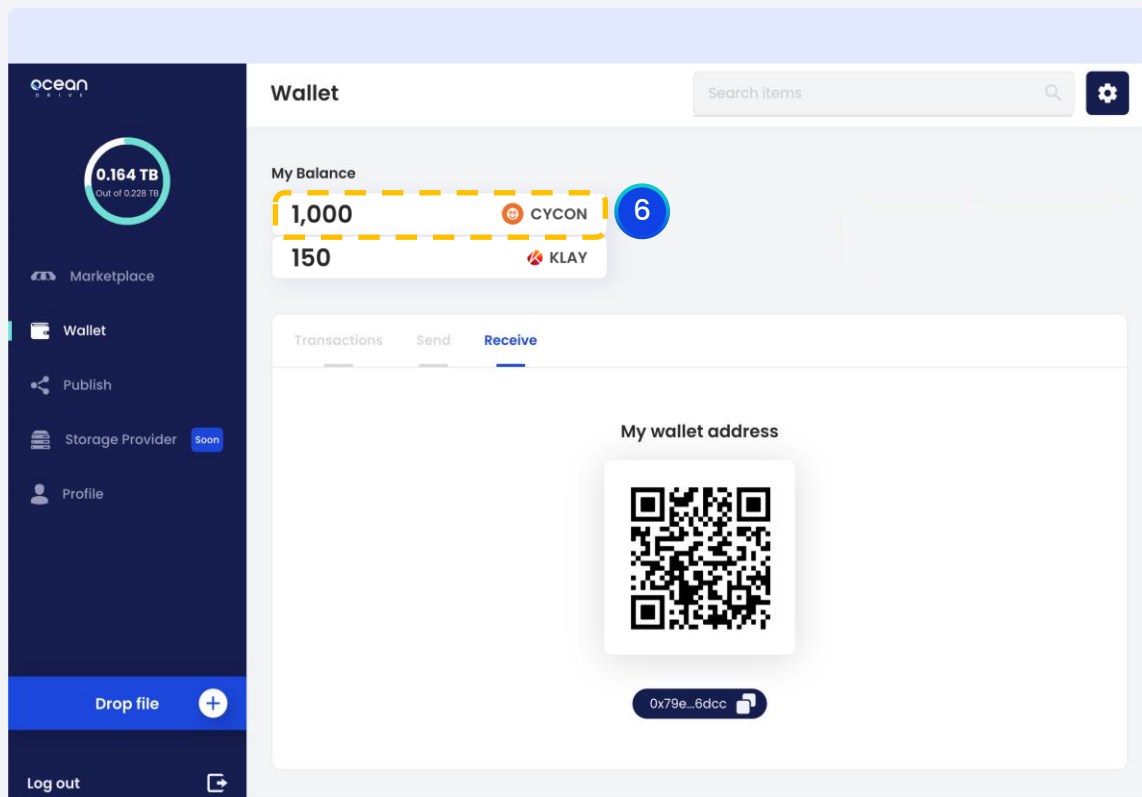 ocean
DRIVE
0.164 TB
Out of 0.228 TB
Marketplace
Wallet
Publish
Storage Provider Soon
Profile
Drop file
Log out
Wallet
Search items
My Balance
1,000 CYCON
6
150 KLAY
Transactions Send Receive
My wallet address
0x79e...6dcc